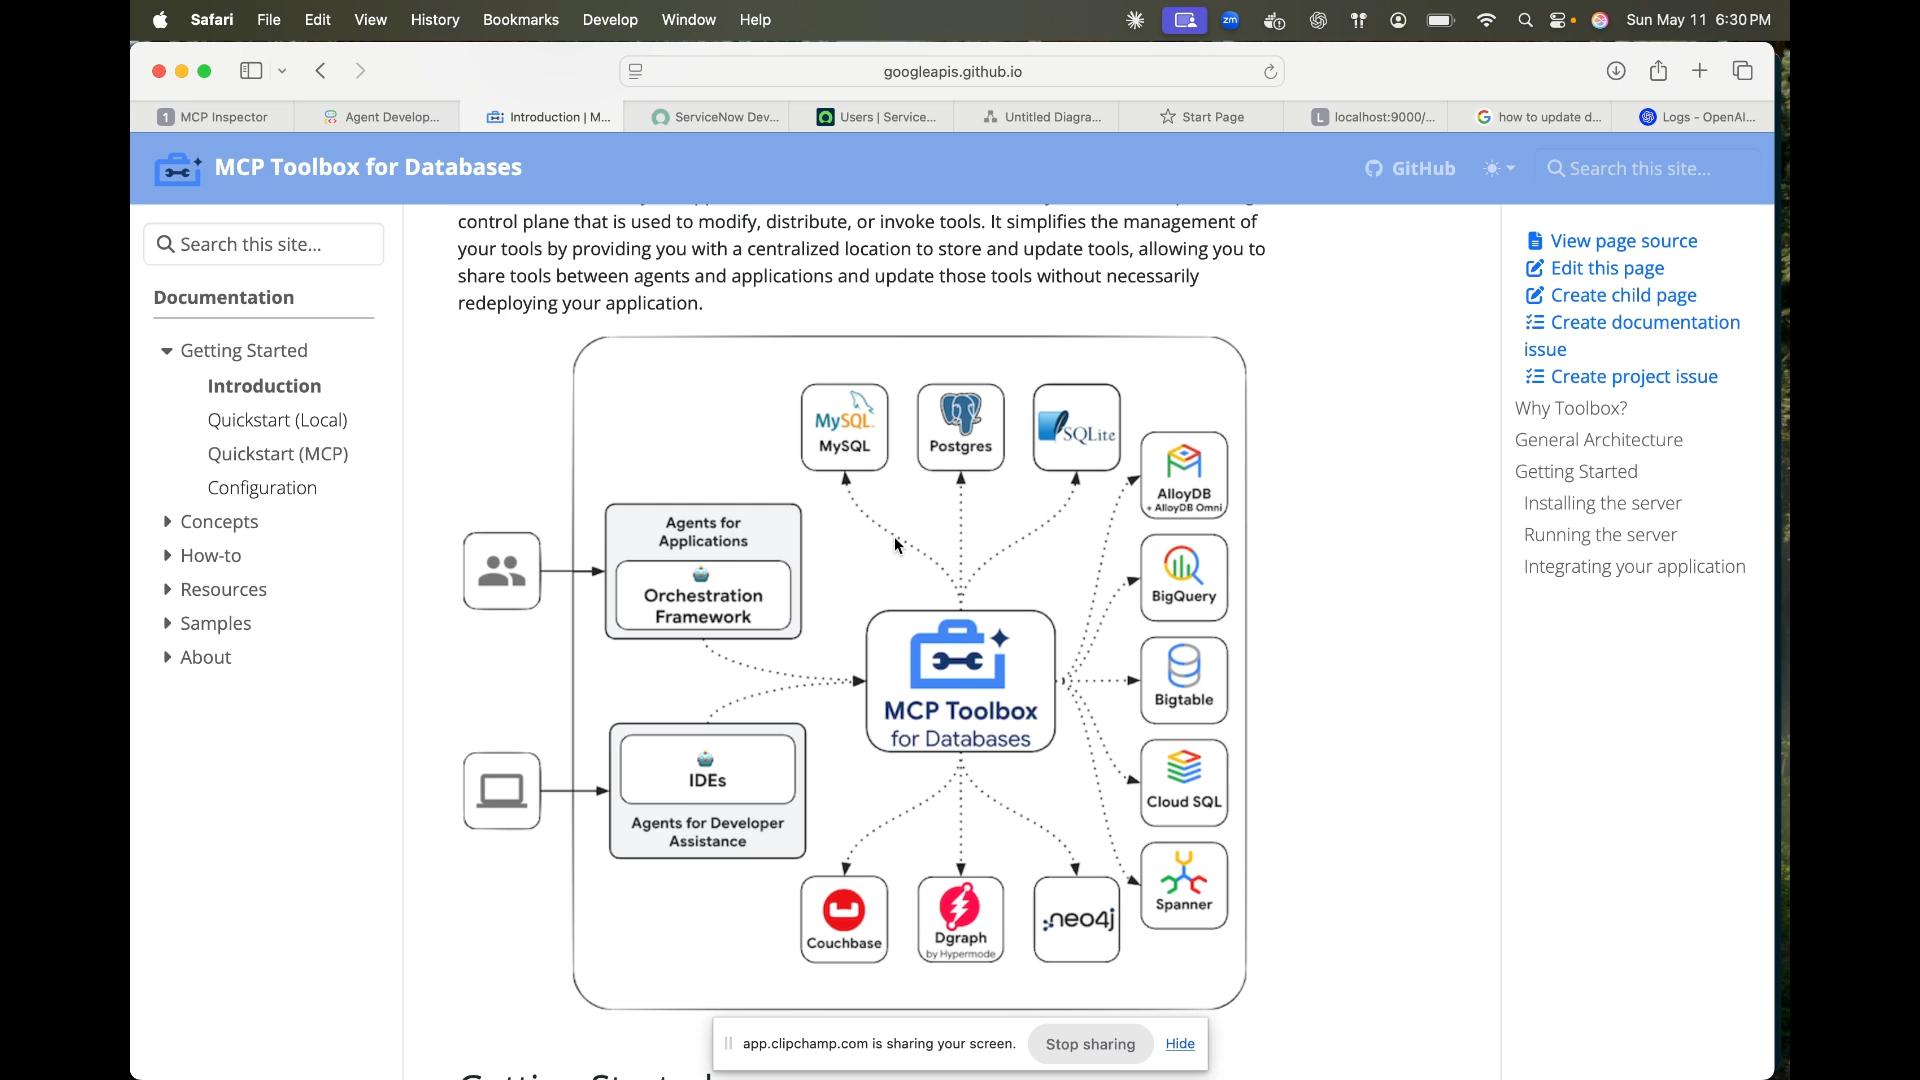 Safari File Edit View History Bookmarks Develop Window Help
zm
Sun May 11 6:30 PM
googleapis.github.io
1 MCP Inspector
Agent Develop...
Introduction | M...
ServiceNow Dev...
Users | Service...
Untitled Diagra...
Start Page
L localhost:9000/...
how to update d...
Logs - OpenAI...
MCP Toolbox for Databases
GitHub
Search this site...
Search this site...
Documentation
Getting Started
Introduction
Quickstart (Local)
Quickstart (MCP)
Configuration
Concepts
How-to
Resources
Samples
About
control plane that is used to modify, distribute, or invoke tools. It simplifies the management of
your tools by providing you with a centralized location to store and update tools, allowing you to
share tools between agents and applications and update those tools without necessarily
redeploying your application.
MySQL
MySQL
Postgres
SQLite
AlloyDB
+ AlloyDB Omni
Agents for
Applications
Orchestration
Framework
BigQuery
MCP Toolbox
for Databases
Bigtable
IDEs
Agents for Developer
Assistance
Cloud SQL
Spanner
Couchbase
Dgraph
by Hypermode
neo4j
View page source
Edit this page
Create child page
Create documentation
issue
Create project issue
Why Toolbox?
General Architecture
Getting Started
Installing the server
Running the server
Integrating your application
app.clipchamp.com is sharing your screen.
Stop sharing
Hide